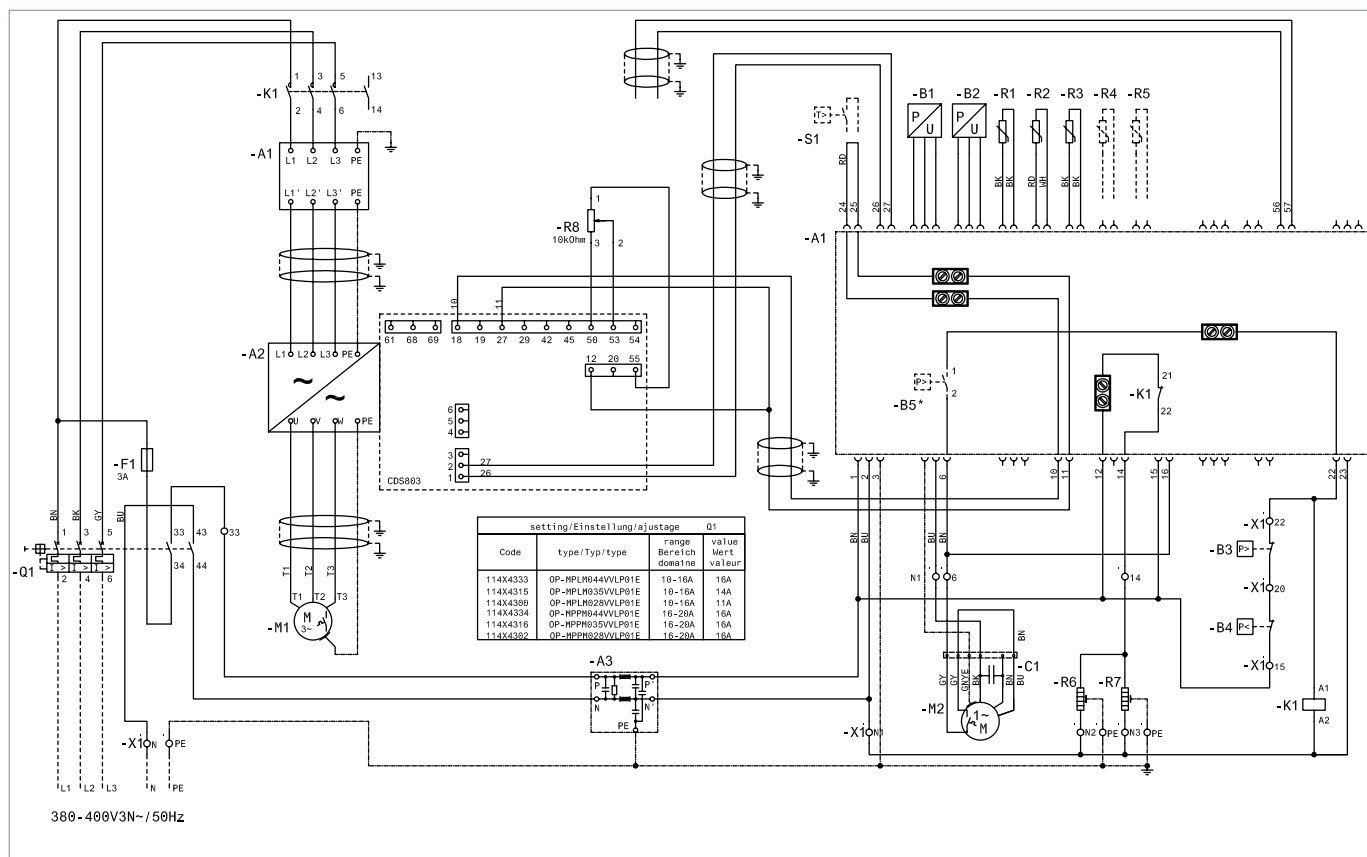 1 3 5 13
-K1
2 4 6 14
-A1
L1 L2 L3 PE
L1' L2' L3' PE
-A2
L1 L2 L3 PE
~
~
U V W PE
T1 T2 T3
T1 T2 T3
-M1
M
3~
61 68 69
10 11
18 19 27 29 42 45 50 53 54
12 20 55
6
5
4
3
2 27
1 26
CDS803
1
-R8
10kOhm
3 2
-F1
3A
BN BK GY BU
1 3 5 33 43 33
-Q1
I > I > I >
2 4 6 34 44
-X1 N PE
L1 L2 L3 N PE
380-400V3N~/50Hz
setting/Einstellung/ajustage Q1
Code type/Typ/type range Bereich domaine value Wert valeur
114X4333 OP-MPLM044VVLP01E 10-16A 16A
114X4315 OP-MPLM035VVLP01E 10-16A 14A
114X4300 OP-MPLM028VVLP01E 10-16A 11A
114X4334 OP-MPPM044VVLP01E 16-20A 16A
114X4316 OP-MPPM035VVLP01E 16-20A 16A
114X4302 OP-MPPM028VVLP01E 16-20A 16A
-A3
P P'
N N'
PE
T>
-S1
RD
-B1 -B2 -R1 -R2 -R3 -R4 -R5
P U P U
BK BK RD WH BK BK
24 25 26 27 56 57
-A1
P>
-B5*
1
2
21
-K1
22
1 2 3 6 10 11 12 14 15 16 22 23
BN BU BU BU BN
N1 6 14
-X1 22
-B3 P>
-X1 20
-B4 P<
-X1 15
BN
-C1
GY GY GNYE BK BN BU
-M2
1~
M
-X1 N1
-R6 -R7
N2 PE N3 PE
A1
-K1
A2